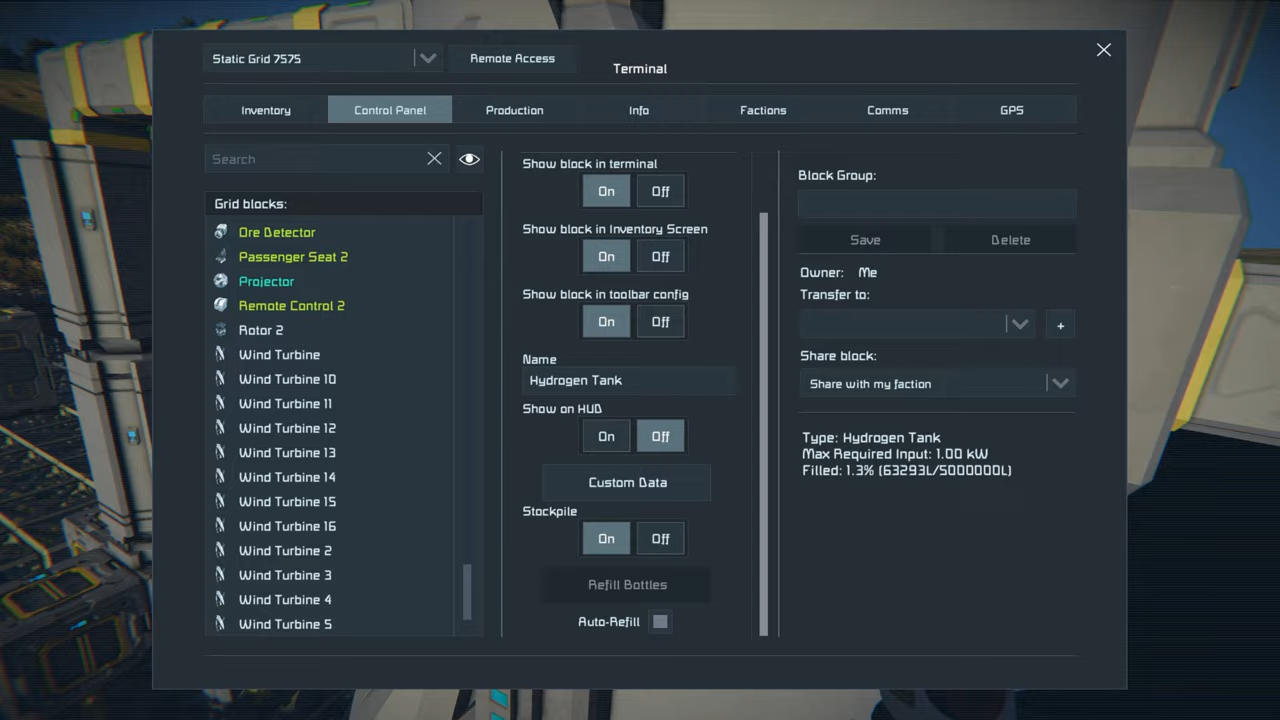 Static Grid 7575
Remote Access
Terminal
Inventory
Control Panel
Production
Info
Factions
Comms
GPS
Search
Grid blocks:
Ore Detector
Passenger Seat 2
Projector
Remote Control 2
Rotor 2
Wind Turbine
Wind Turbine 10
Wind Turbine 11
Wind Turbine 12
Wind Turbine 13
Wind Turbine 14
Wind Turbine 15
Wind Turbine 16
Wind Turbine 2
Wind Turbine 3
Wind Turbine 4
Wind Turbine 5
Show block in terminal
On Off
Show block in Inventory Screen
On Off
Show block in toolbar config
On Off
Name
Hydrogen Tank
Show on HUD
On Off
Custom Data
Stockpile
On Off
Refill Bottles
Auto-Refill
Block Group:
Save Delete
Owner: Me
Transfer to:
+
Share block:
Share with my faction
Type: Hydrogen Tank
Max Required Input: 1.00 kW
Filled: 1.3% (63293L/5000000L)